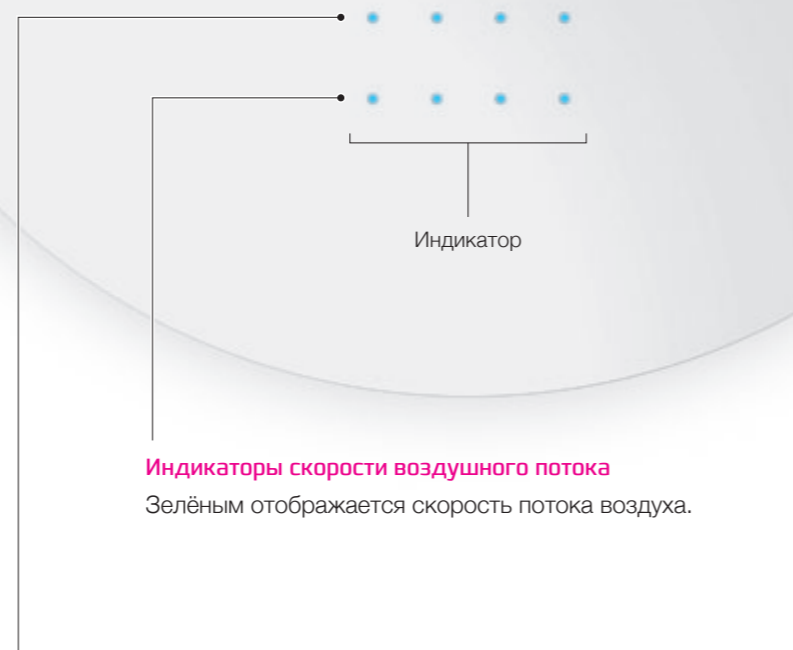 Индикатор
Индикаторы скорости воздушного потока
Зелёным отображается скорость потока воздуха.